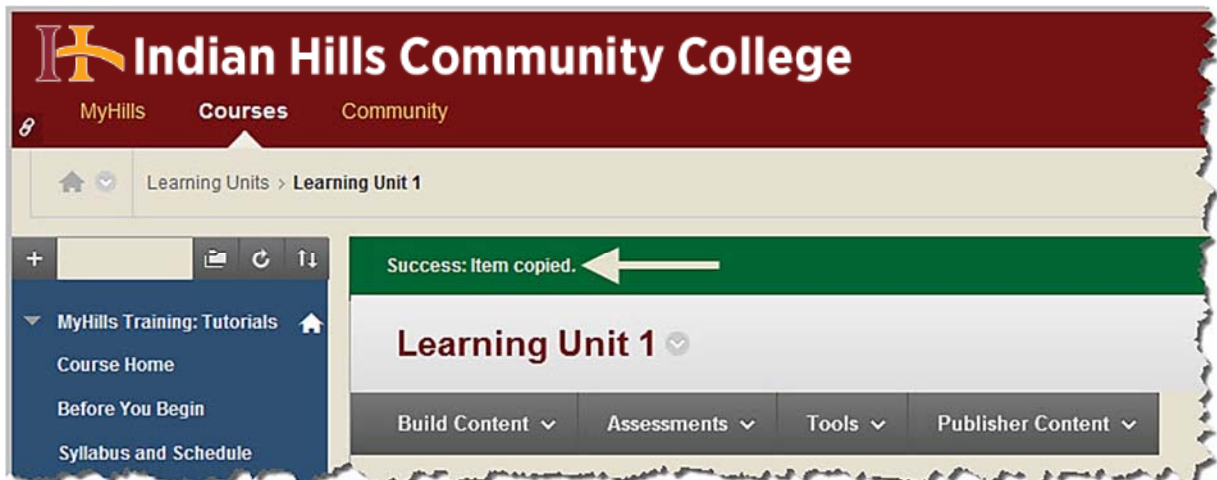 Indian Hills Community College
MyHills Courses Community
Learning Units > Learning Unit 1
Success: Item copied.
MyHills Training: Tutorials
Course Home
Before You Begin
Syllabus and Schedule
Learning Unit 1
Build Content Assessments Tools Publisher Content